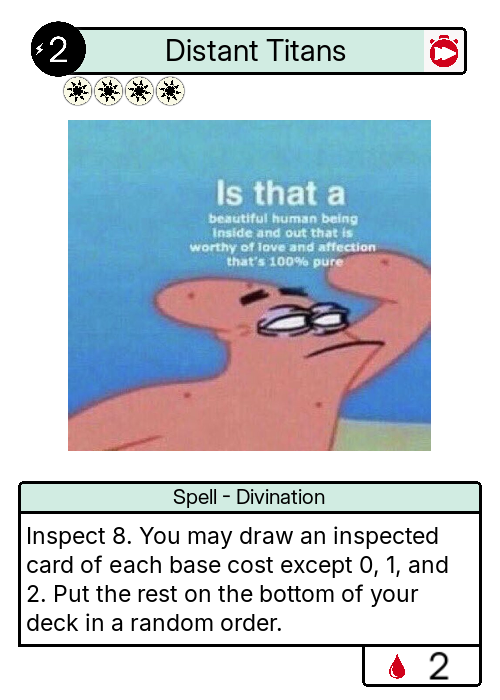 2
Distant Titans
Is that a
beautiful human being
inside and out that is
worthy of love and affection
that's 100% pure
Spell - Divination
Inspect 8. You may draw an inspected
card of each base cost except 0, 1, and
2. Put the rest on the bottom of your
deck in a random order.
2